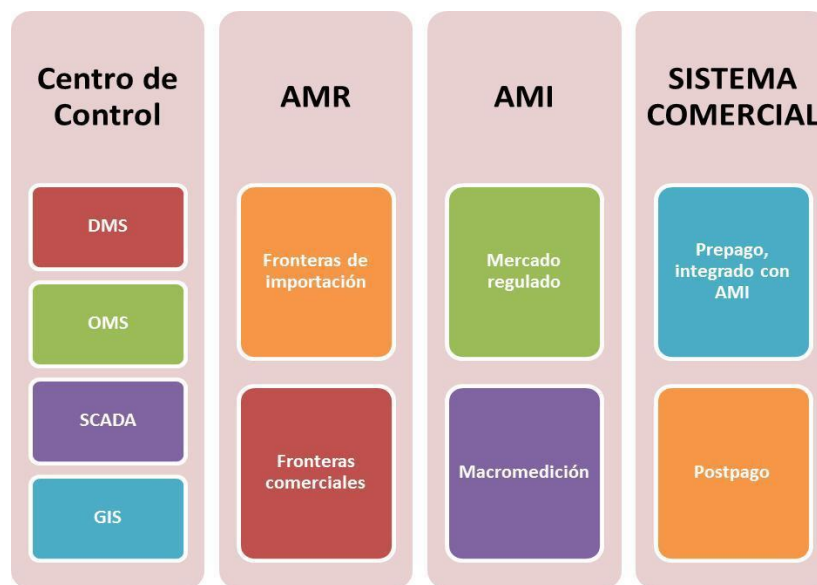 Centro de
Control
DMS
OMS
SCADA
GIS
AMR
Fronteras de
importación
Fronteras
comerciales
AMI
Mercado
regulado
Macromedición
SISTEMA
COMERCIAL
Prepago,
integrado con
AMI
Postpago